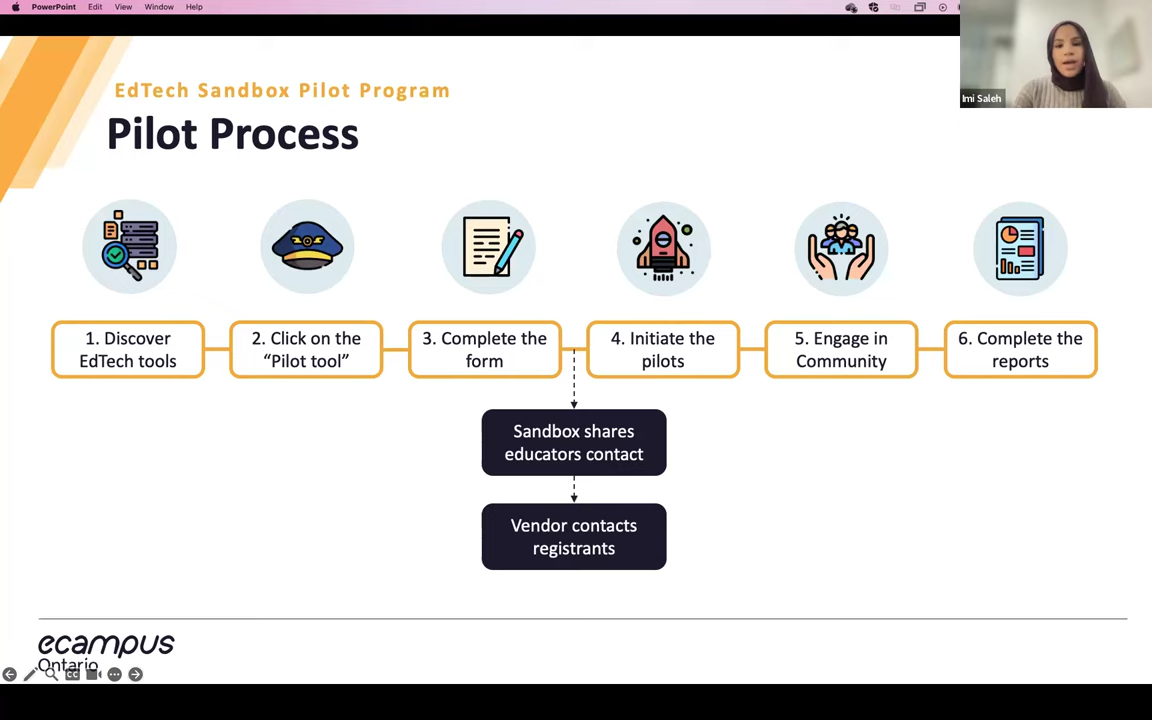 PowerPoint Edit View Window Help
Imi Saleh
EdTech Sandbox Pilot Program
Pilot Process
1. Discover
EdTech tools
2. Click on the
“Pilot tool”
3. Complete the
form
4. Initiate the
pilots
5. Engage in
Community
6. Complete the
reports
Sandbox shares
educators contact
Vendor contacts
registrants
ecampus
Ontario
CC